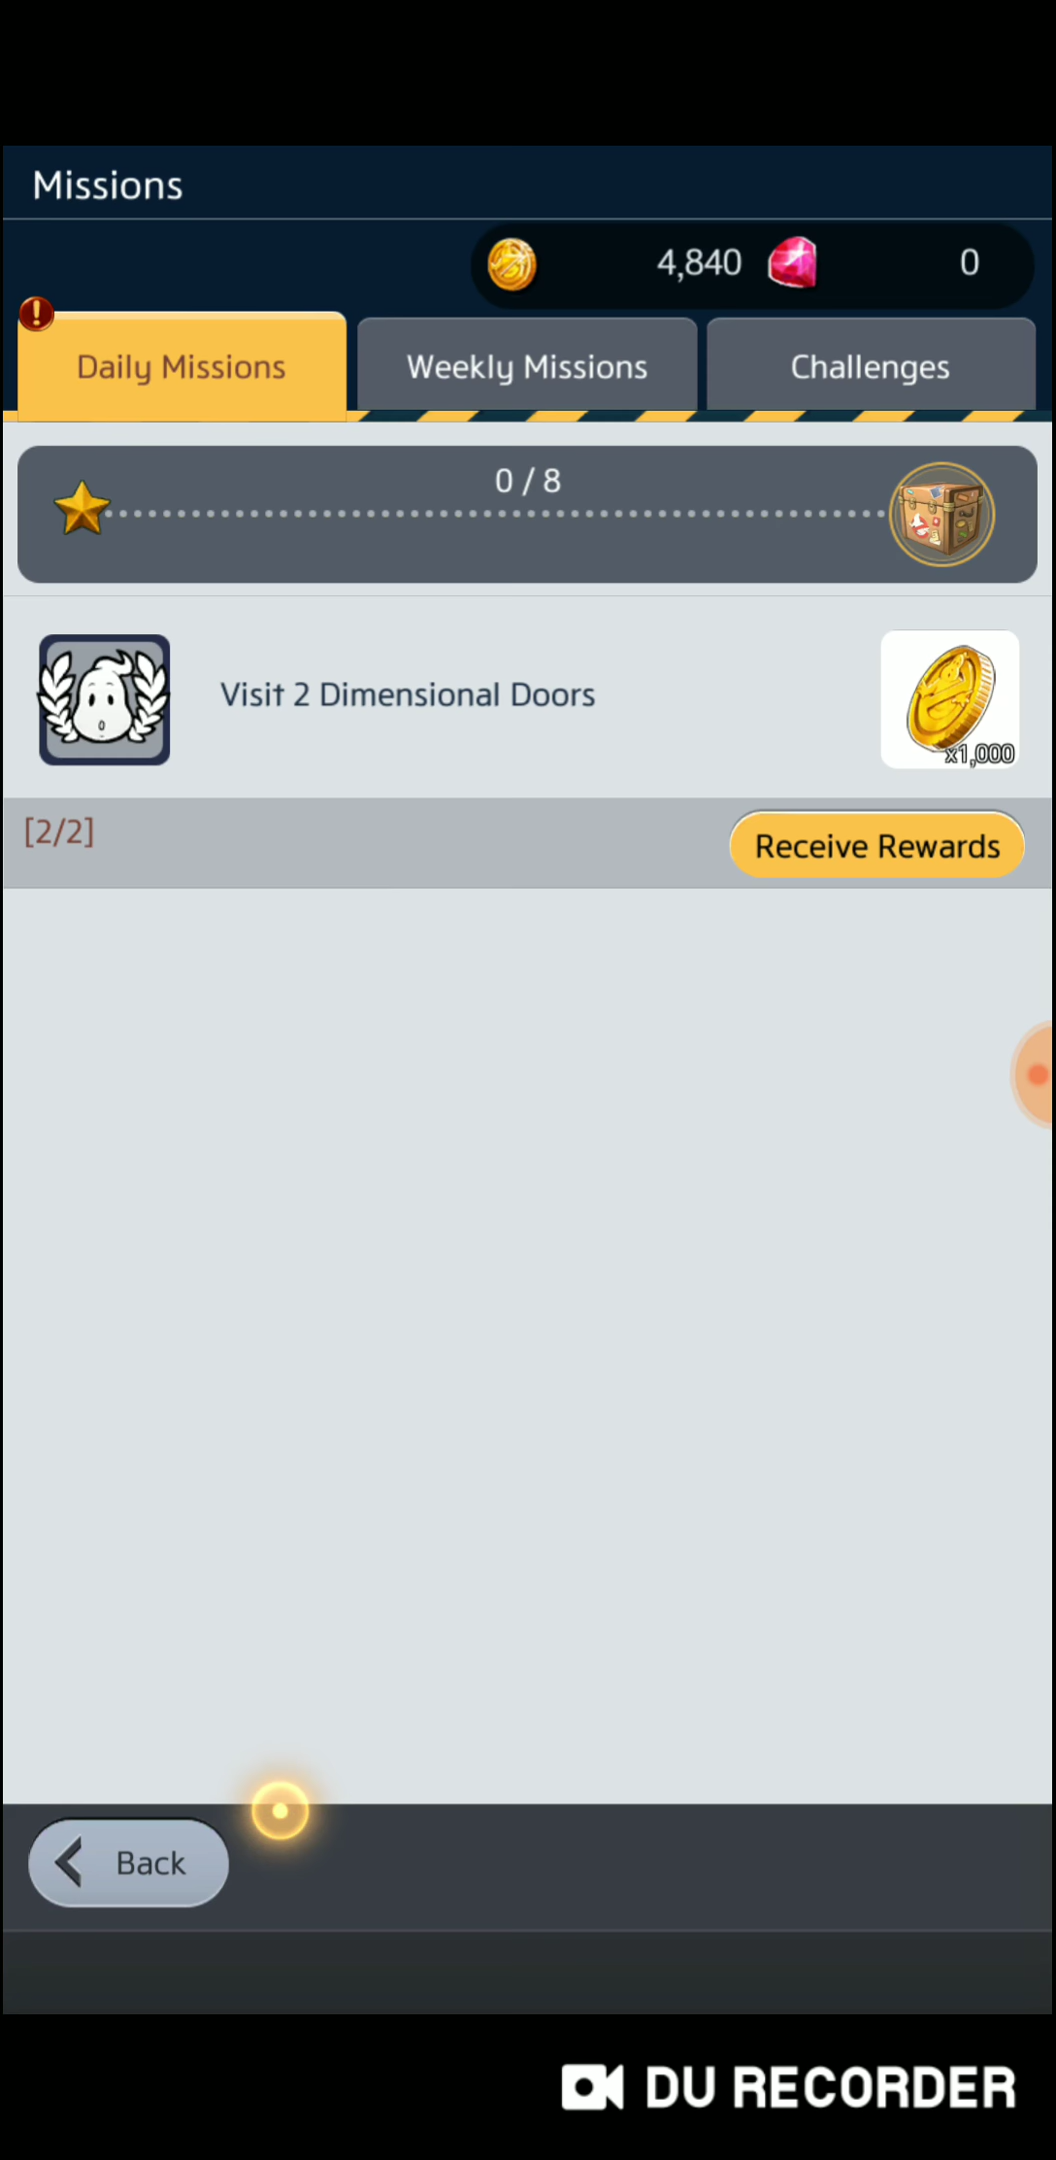 Missions
4,840 0
!
Daily Missions Weekly Missions Challenges
0 / 8
Visit 2 Dimensional Doors
x1,000
[2/2]
Receive Rewards
Back
DU RECORDER